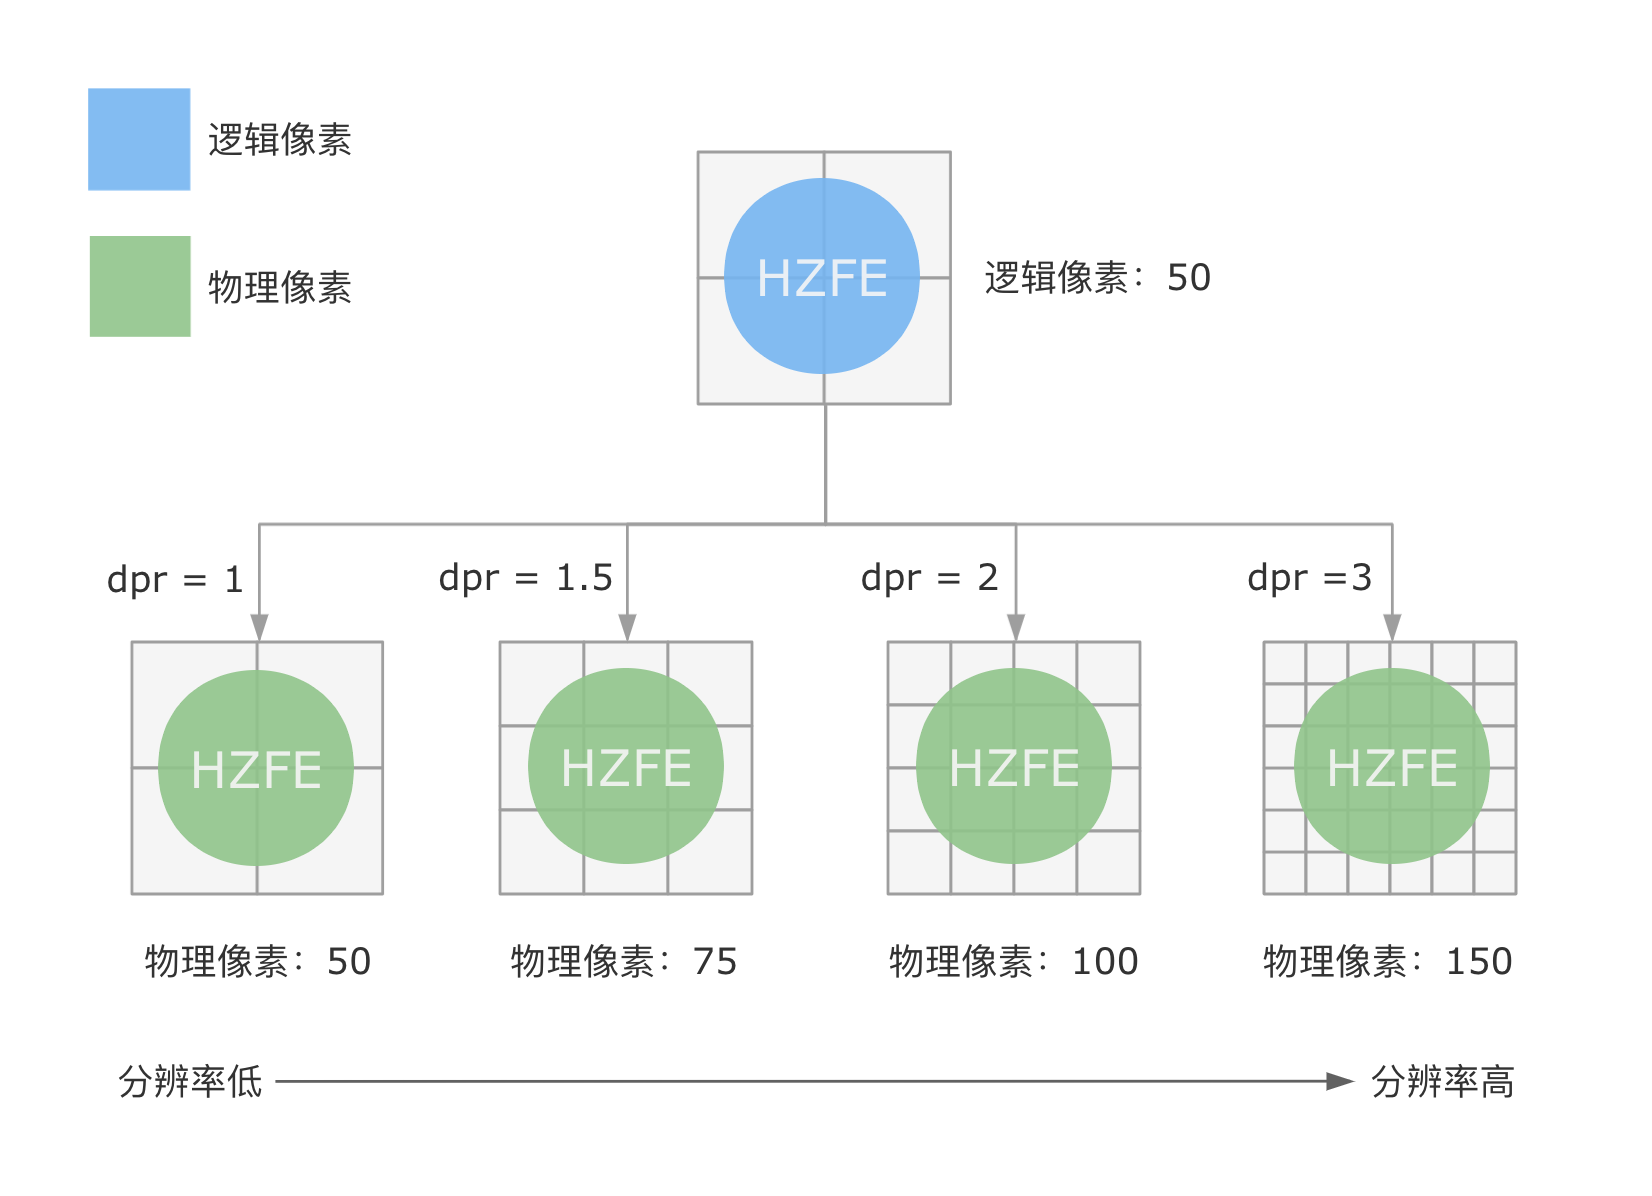 逻辑像素
物理像素
HZFE
逻辑像素：50
dpr = 1
dpr = 1.5
dpr = 2
dpr =3
HZFE
HZFE
HZFE
HZFE
物理像素：50
物理像素：75
物理像素：100
物理像素：150
分辨率低
分辨率高